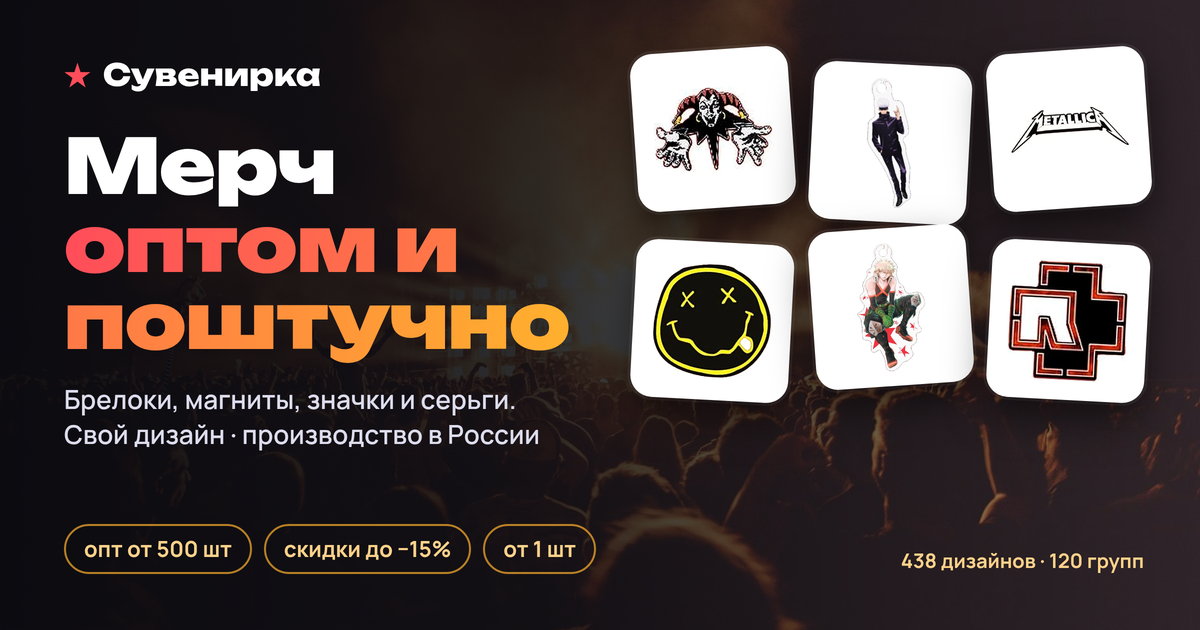 Сувенирка
Мерч
оптом и
поштучно
Брелоки, магниты, значки и серьги.
Свой дизайн · производство в России
опт от 500 шт
скидки до −15%
от 1 шт
METALLICA
438 дизайнов · 120 групп